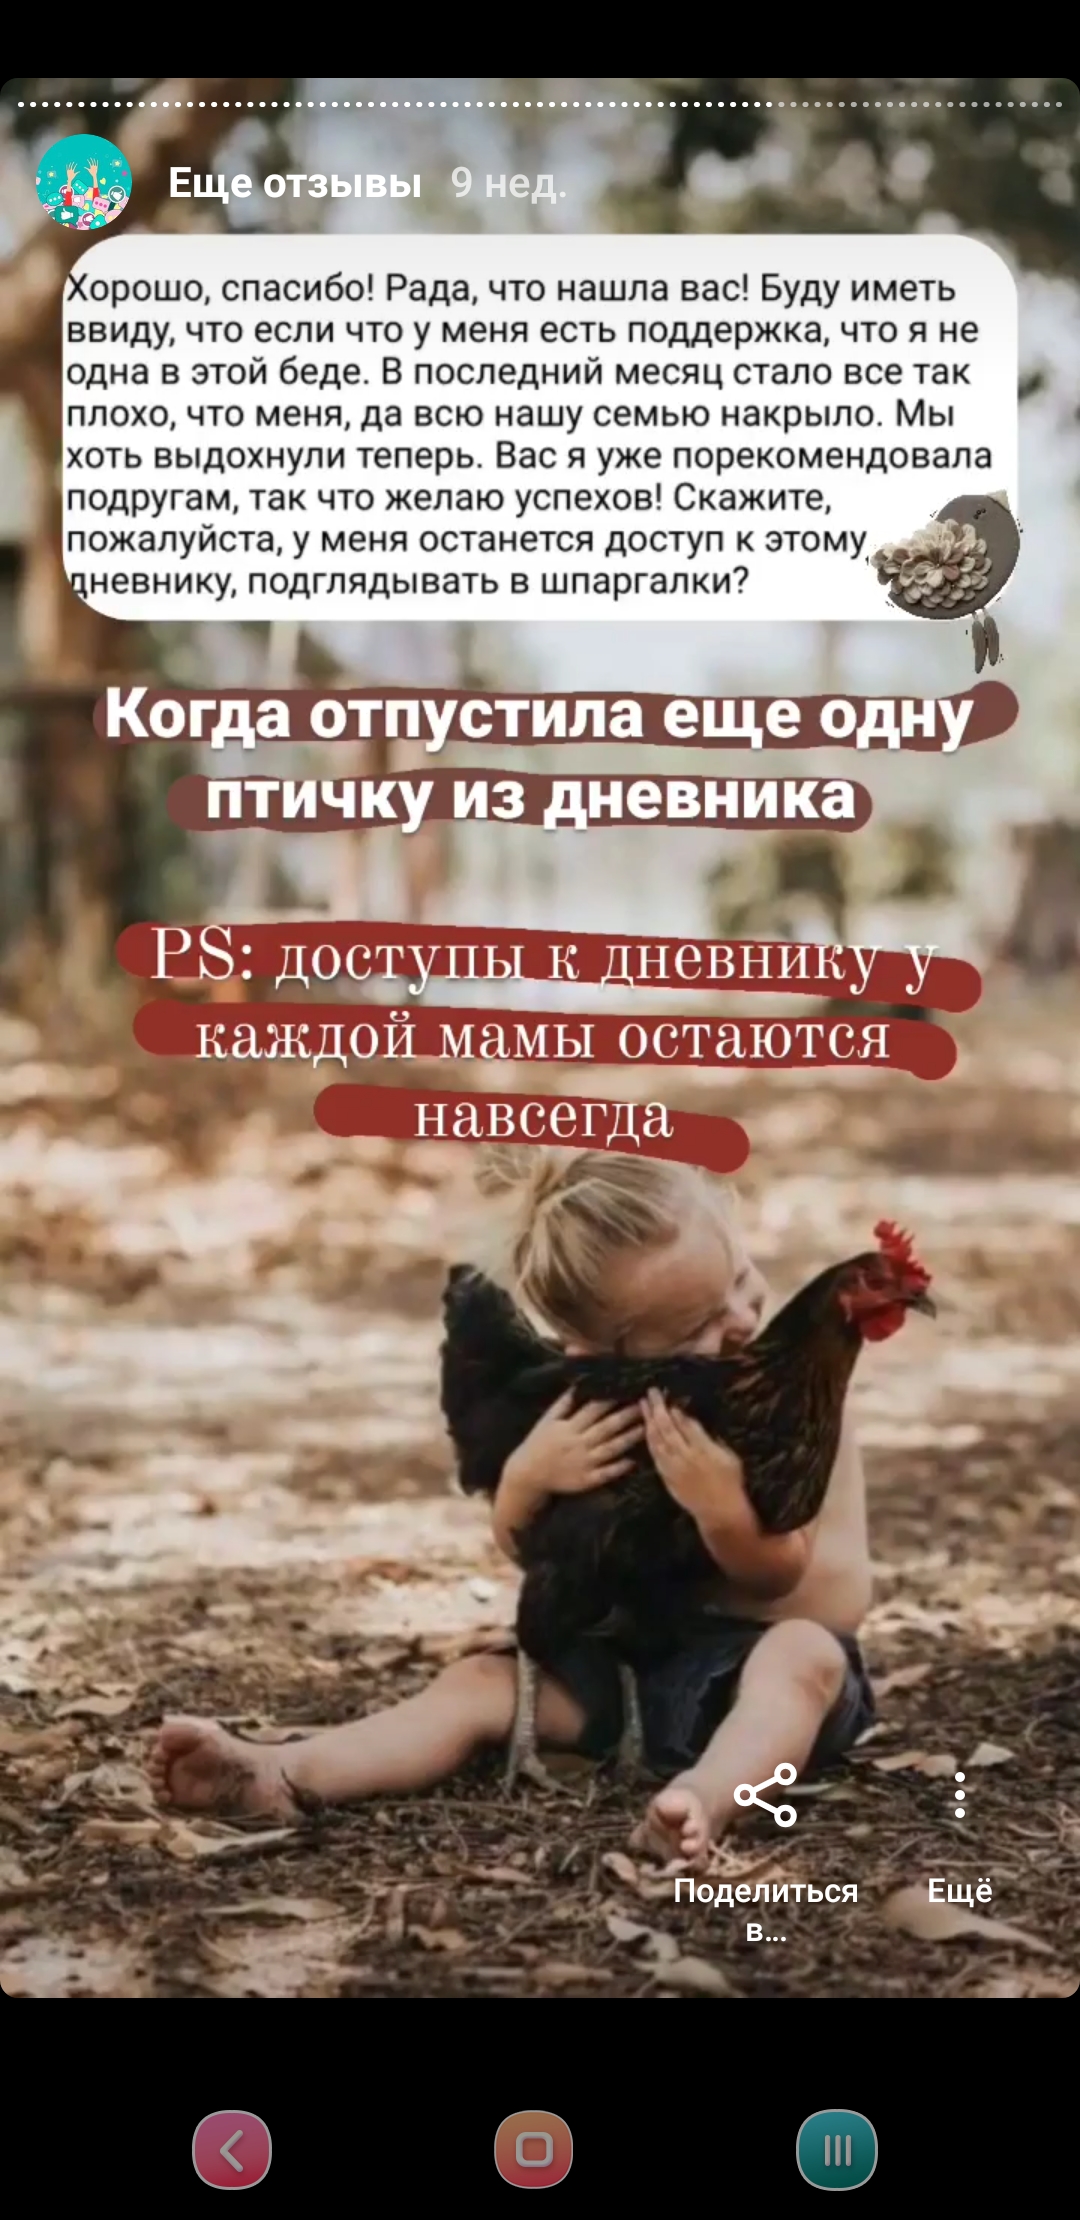 Еще отзывы 9 нед.
Хорошо, спасибо! Рада, что нашла вас! Буду иметь
ввиду, что если что у меня есть поддержка, что я не
одна в этой беде. В последний месяц стало все так
плохо, что меня, да всю нашу семью накрыло. Мы
хоть выдохнули теперь. Вас я уже порекомендовала
подругам, так что желаю успехов! Скажите,
пожалуйста, у меня останется доступ к этому
дневнику, подглядывать в шпаргалки?
Когда отпустила еще одну
птичку из дневника
PS: доступы к дневнику у
каждой мамы остаются
навсегда
Поделиться
в...
Ещё